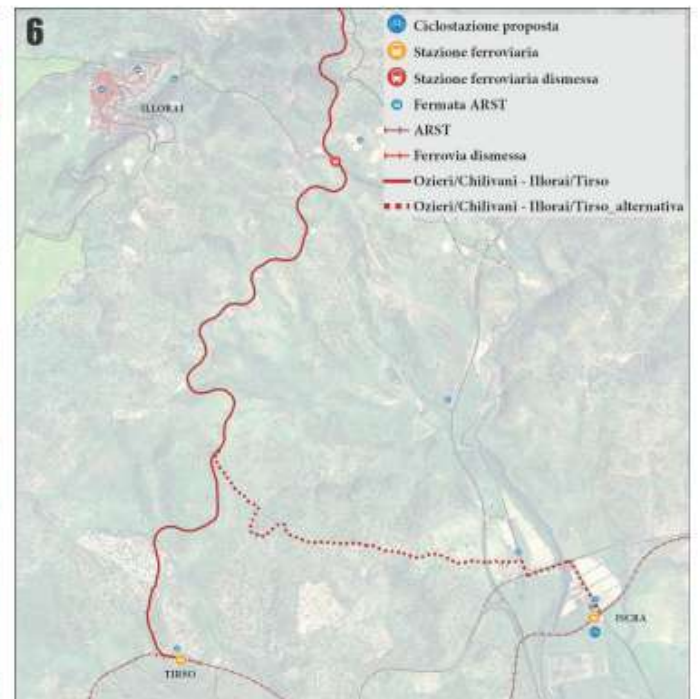 6
Ciclostazione proposta
Stazione ferroviaria
Stazione ferroviaria dismessa
Fermata ARST
ARST
Ferrovia dismessa
Ozieri/Chilivani - Illorai/Tirso
Ozieri/Chilivani - Illorai/Tirso_alternativa
ILLORAI
ISCRA
TIRSO